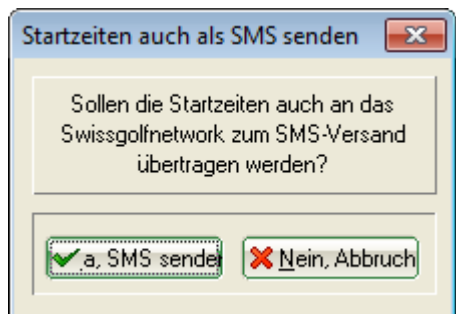 Startzeiten auch als SMS senden
Sollen die Startzeiten auch an das
Swissgolfnetwork zum SMS-Versand
übertragen werden?
a, SMS sende
Nein, Abbruch